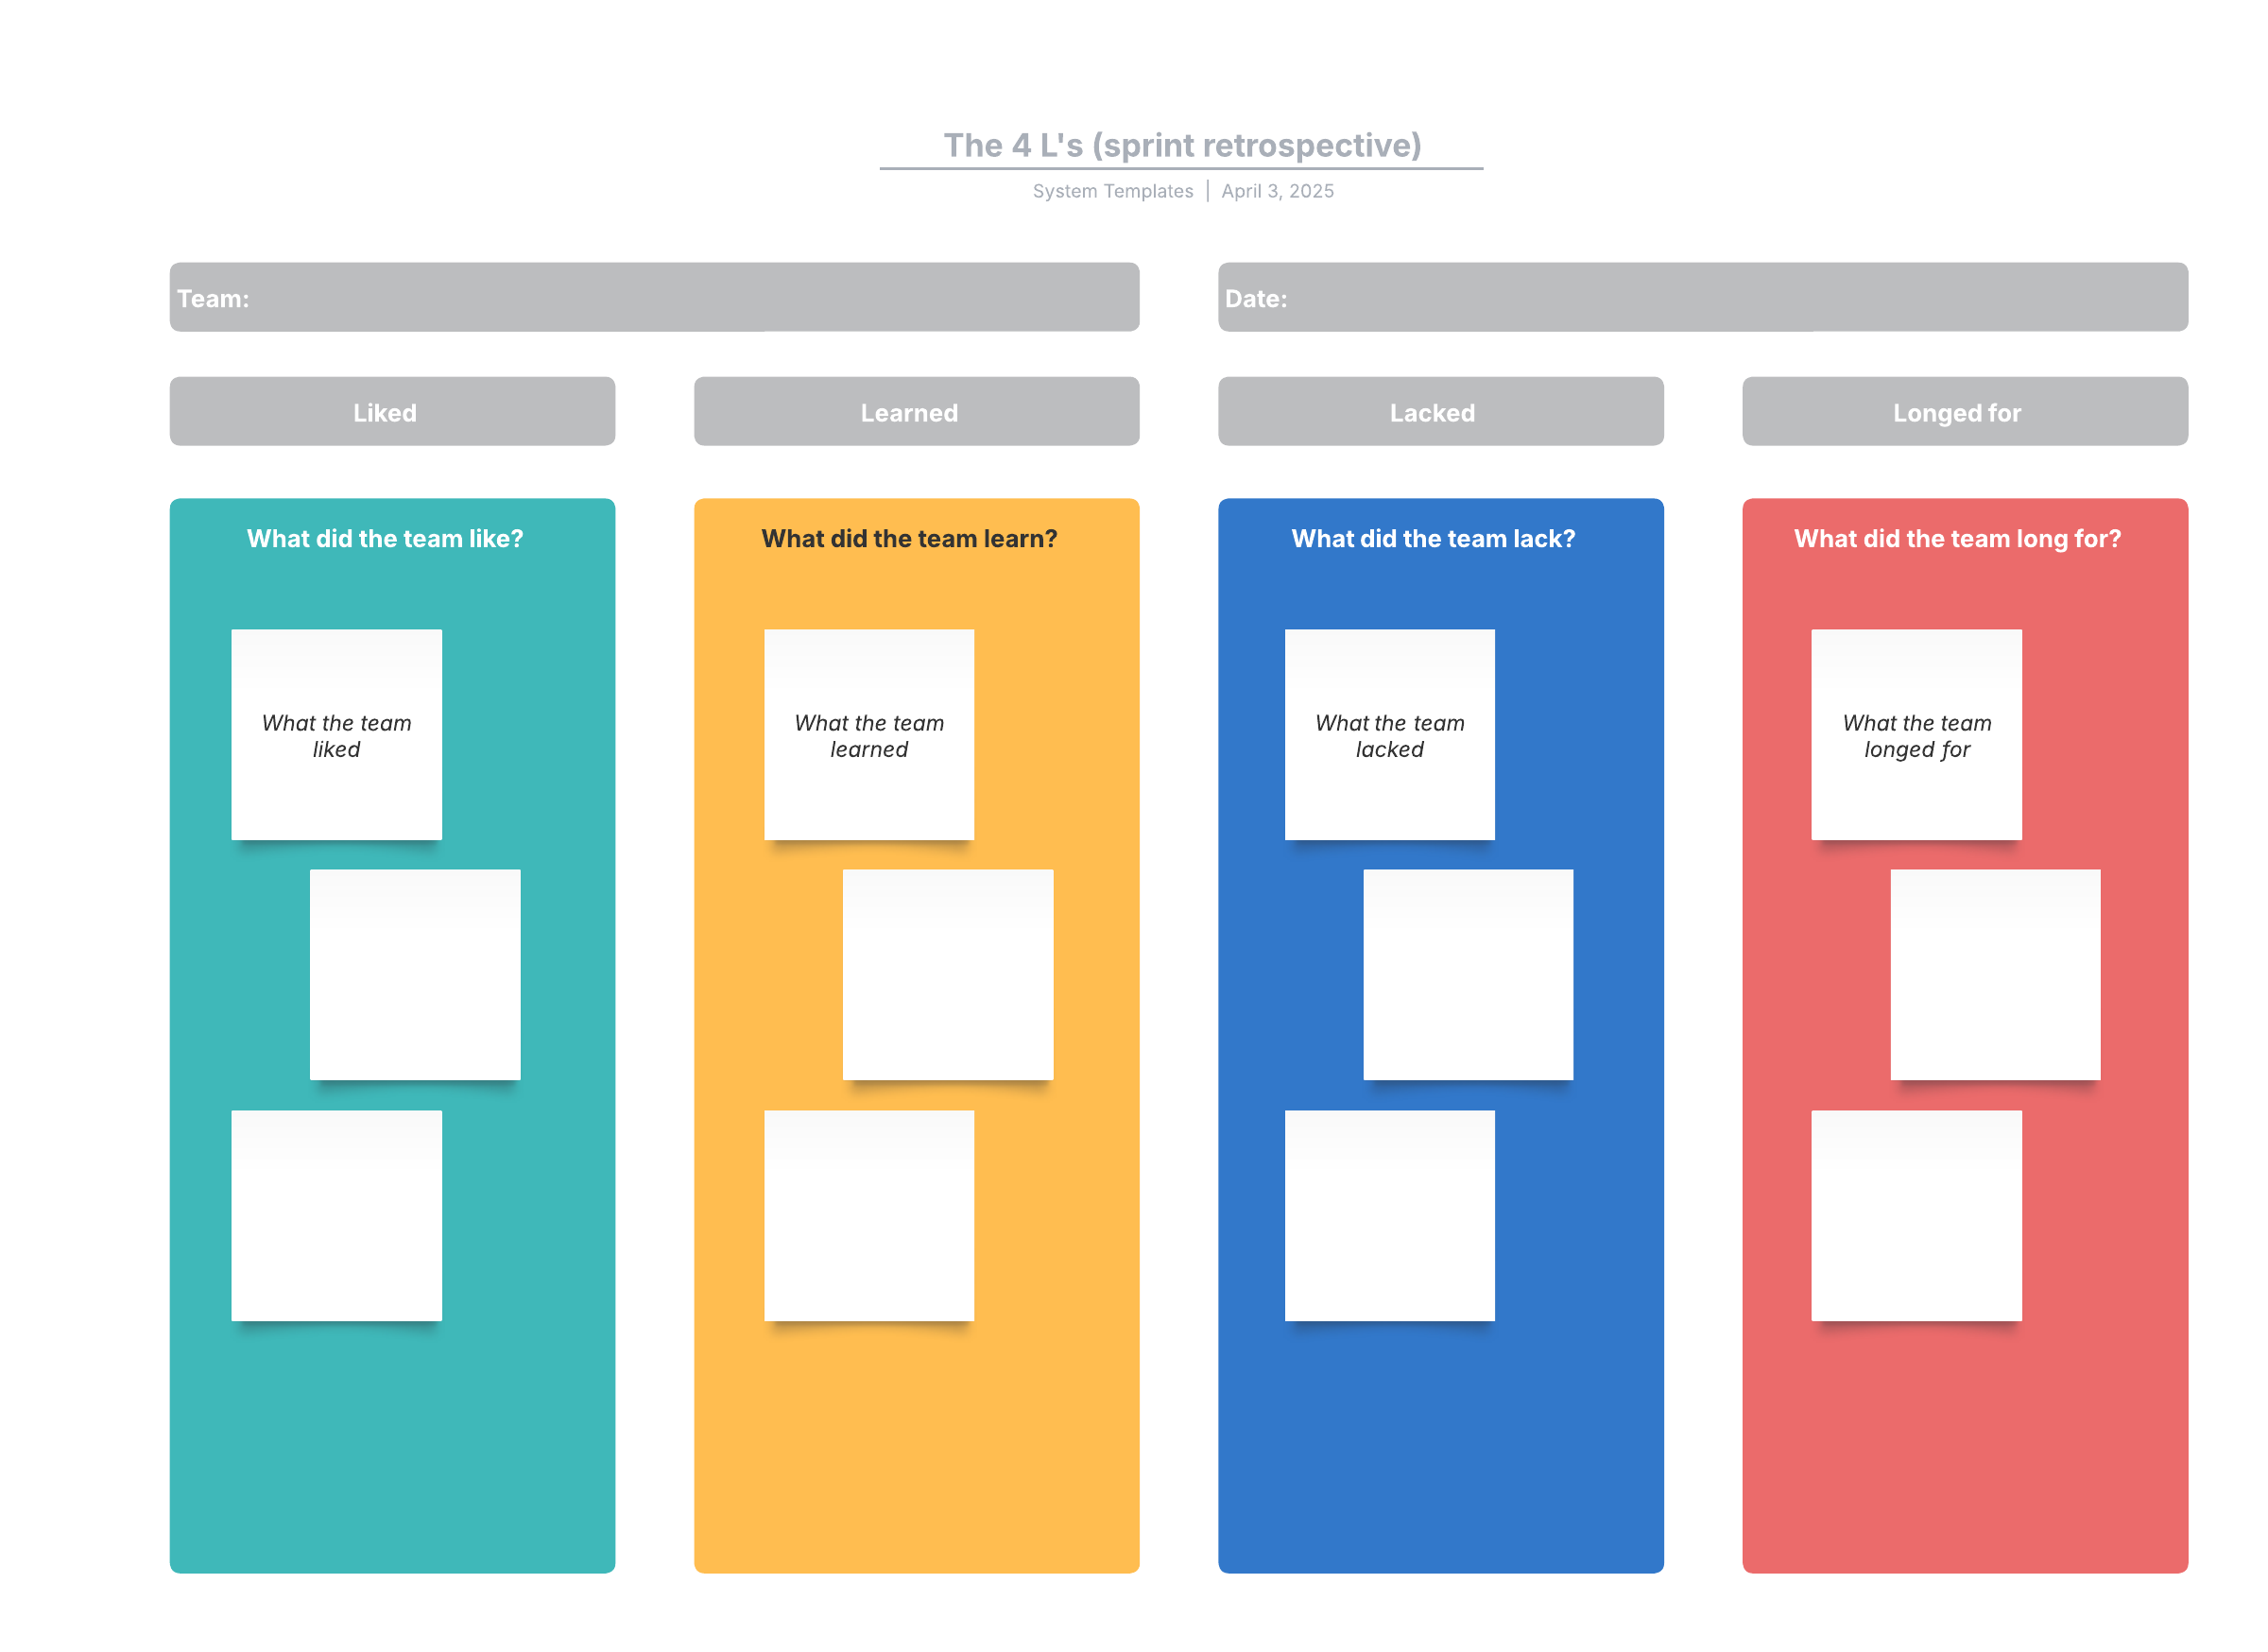 The 4 L's (sprint retrospective)
System Templates | April 3, 2025
Team:
Date:
Liked
Learned
Lacked
Longed for
What did the team like?
What did the team learn?
What did the team lack?
What did the team long for?
What the team
liked
What the team
learned
What the team
lacked
What the team
longed for